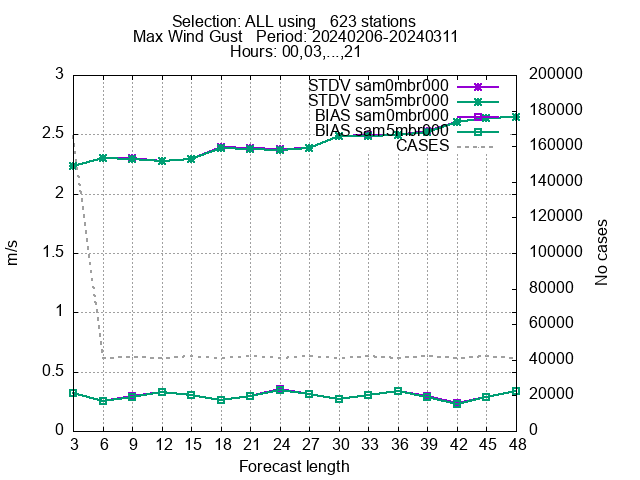 Selection: ALL using   623 stations
Max Wind Gust   Period: 20240206-20240311
Hours: 00,03,...,21
STDV sam0mbr000
STDV sam5mbr000
BIAS sam0mbr000
BIAS sam5mbr000
CASES
3
2.5
2
1.5
1
0.5
0
m/s
200000
180000
160000
140000
120000
100000
80000
60000
40000
20000
0
No cases
3 6 9 12 15 18 21 24 27 30 33 36 39 42 45 48
Forecast length